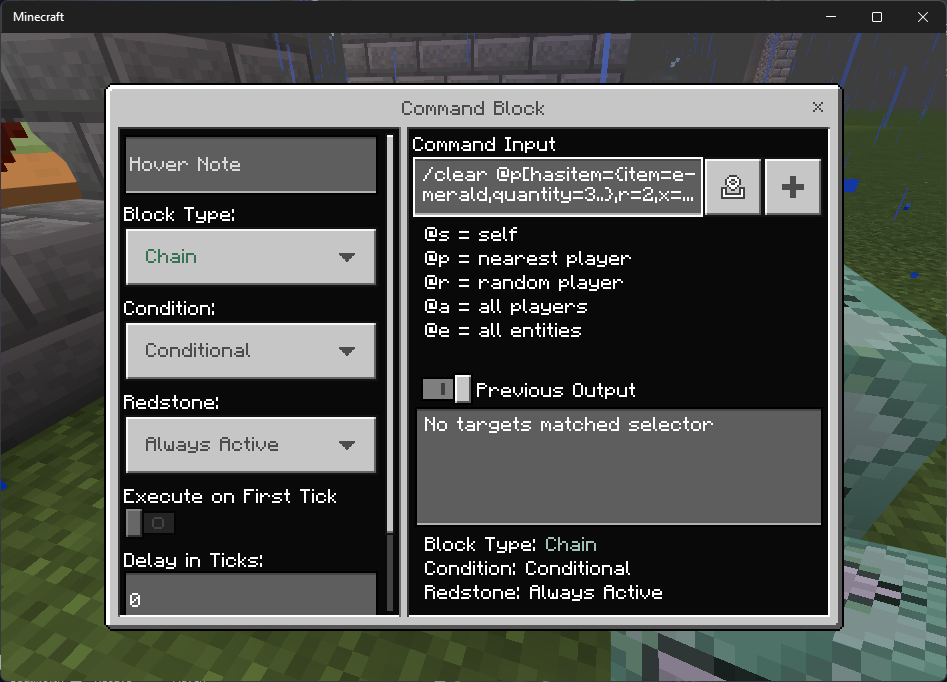 Minecraft
Command Block
Hover Note
Block Type:
Chain
Condition:
Conditional
Redstone:
Always Active
Execute on First Tick
Delay in Ticks:
0
Command Input
/clear @p[hasitem={item=e-
merald,quantity=3..},r=2,x=...
@s = self
@p = nearest player
@r = random player
@a = all players
@e = all entities
Previous Output
No targets matched selector
Block Type: Chain
Condition: Conditional
Redstone: Always Active